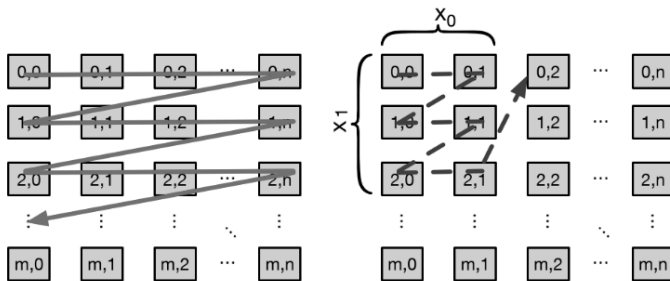 X₀
0,0 0,1 0,2 ... 0,n 0,0 0,1 0,2 ... 0,n
X₁
1,0 1,1 1,2 1,n 1,0 1,1 1,2 ... 1,n
2,0 2,1 2,2 2,n 2,0 2,1 2,2 2,n
m,0 m,1 m,2 ... m,n m,0 m,1 m,2 ... m,n